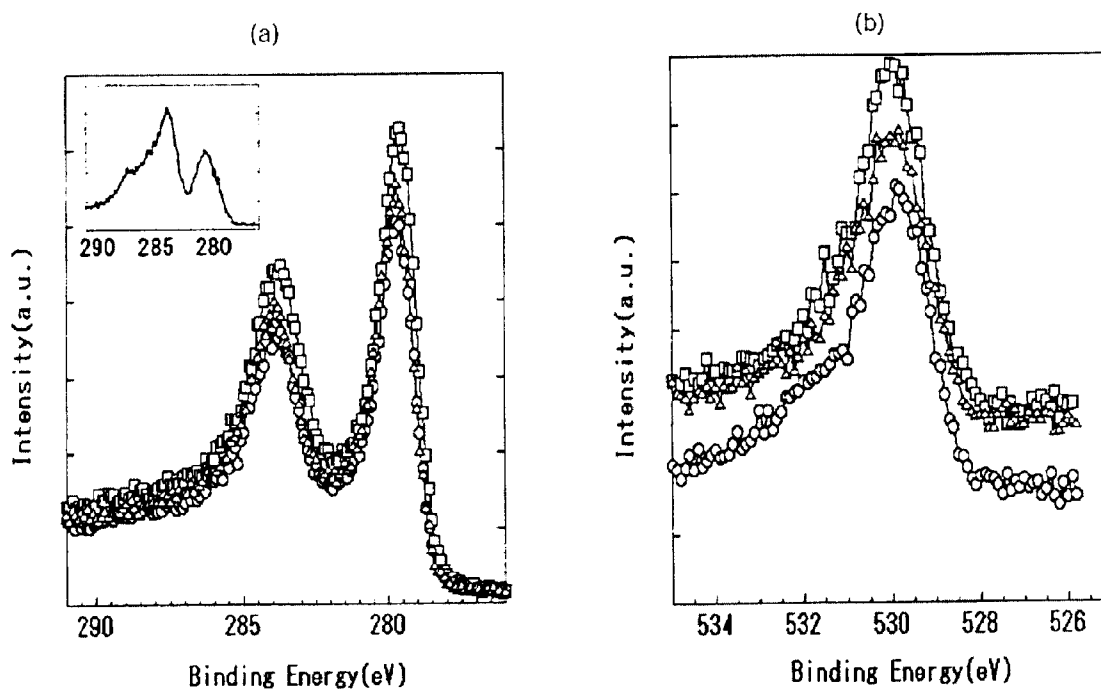 (a)
(b)
290 285 280
Intensity(a.u.)
290 285 280
Binding Energy(eV)
Intensity(a.u.)
534 532 530 528 526
Binding Energy(eV)